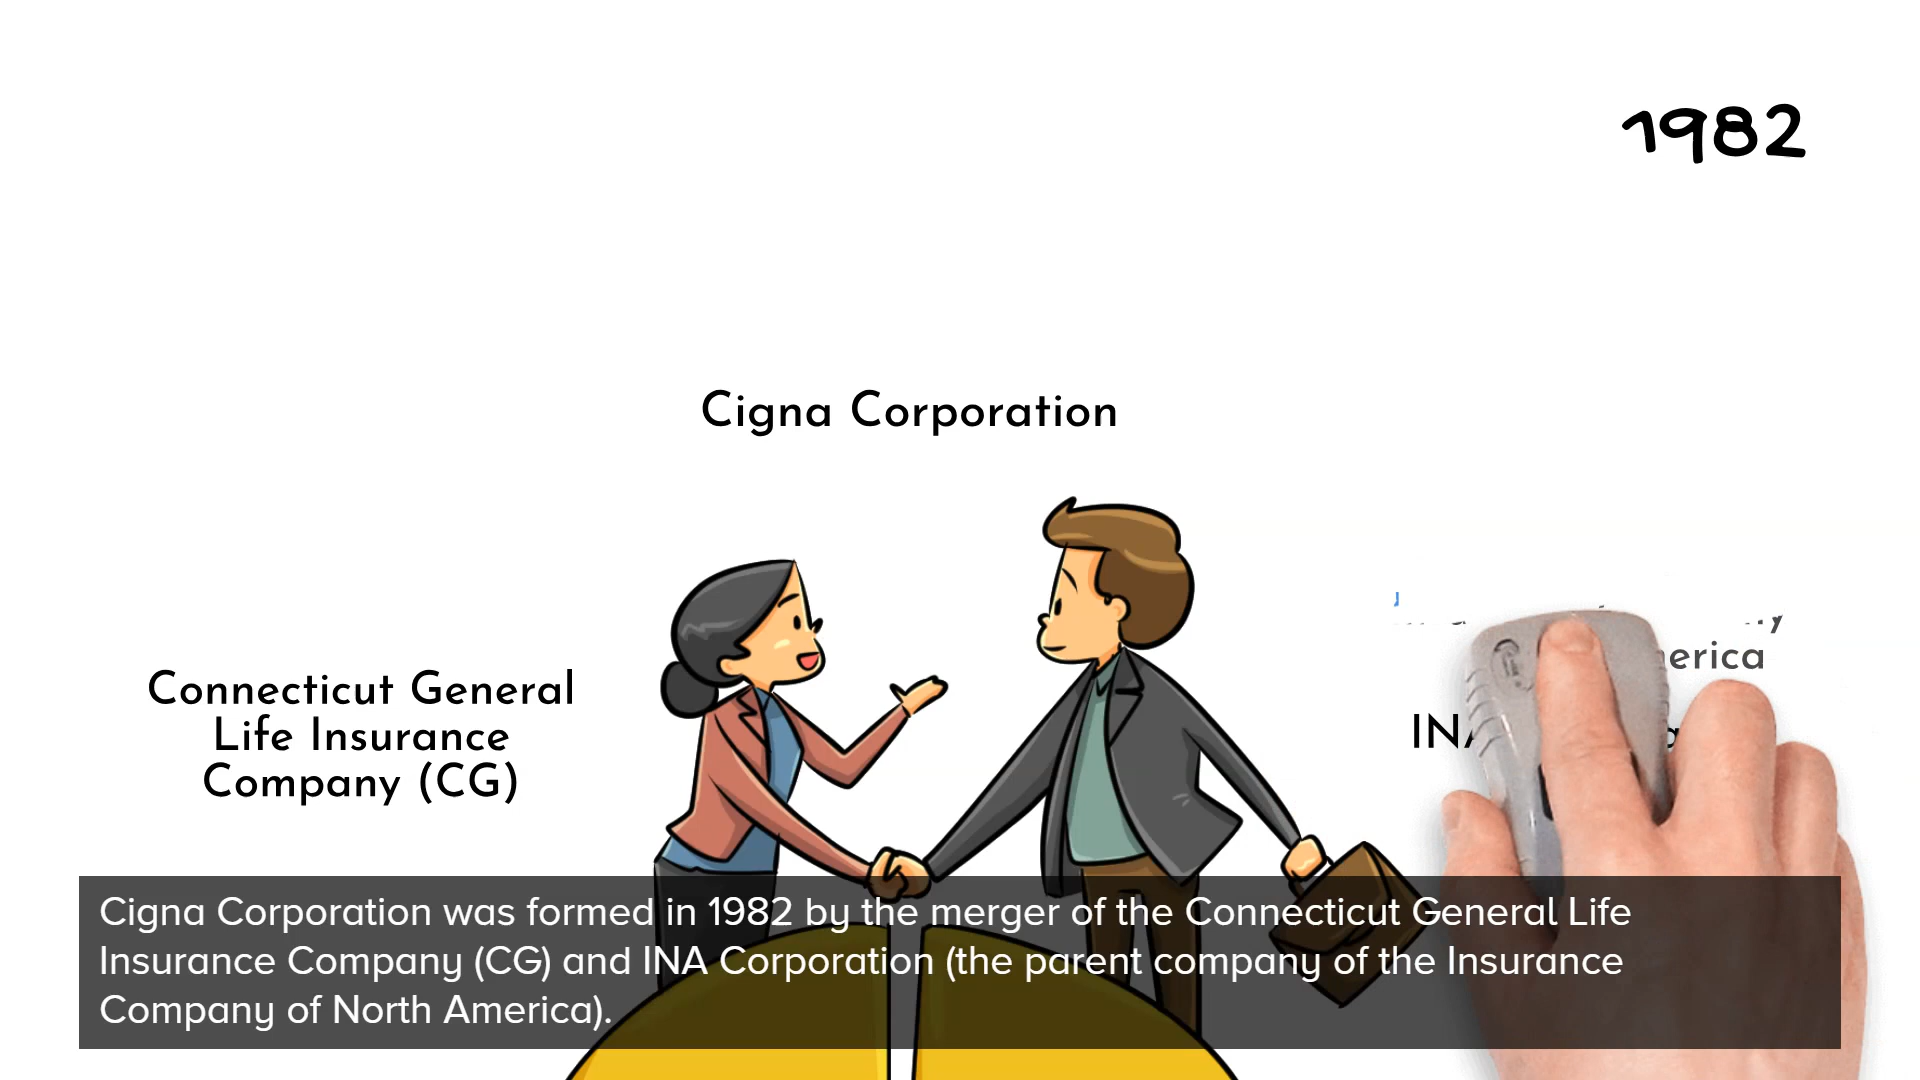 1982
Cigna Corporation
Connecticut General
Life Insurance
Company (CG)
Cigna Corporation was formed in 1982 by the merger of the Connecticut General Life
Insurance Company (CG) and INA Corporation (the parent company of the Insurance
Company of North America).